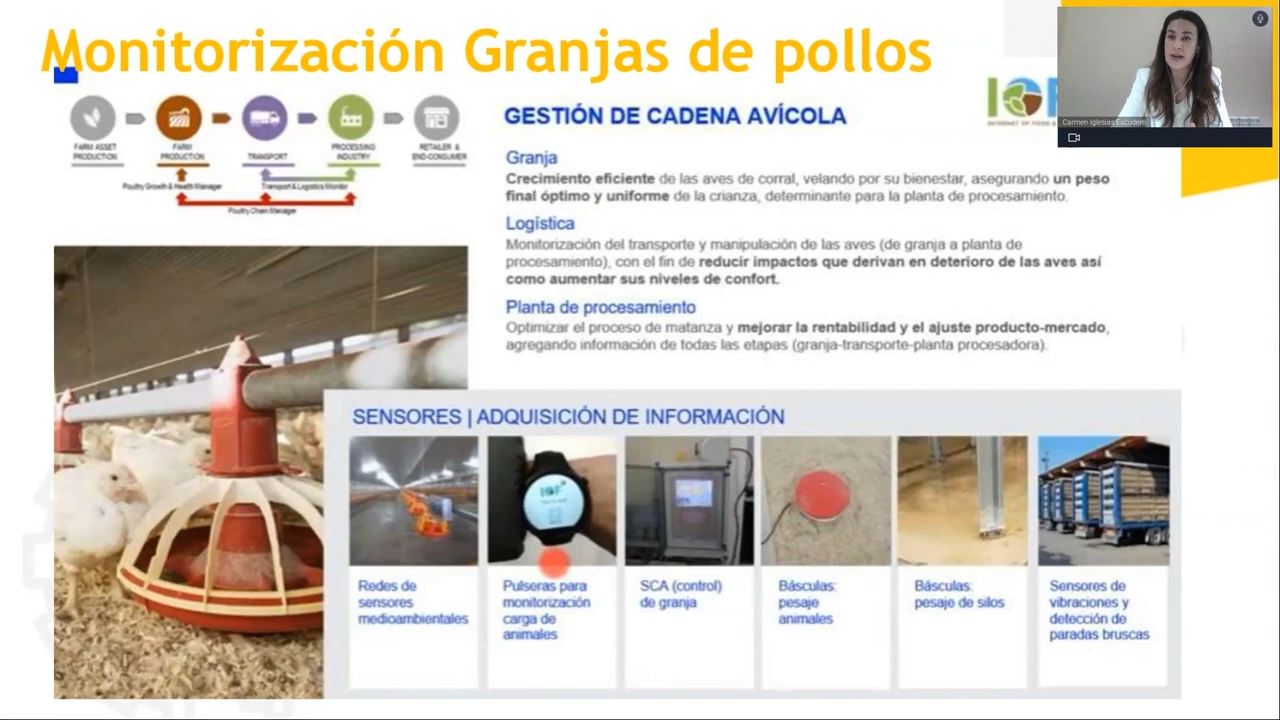 Monitorización Granjas de pollos
FARM ASSET
PRODUCTION
FARM
PRODUCTION
TRANSPORT
PROCESSING
INDUSTRY
RETAILER &
END-CONSUMER
Poultry Growth & Health Manager
Transport & Logistics Monitor
Poultry Chain Manager
GESTIÓN DE CADENA AVÍCOLA
IOF
INTERNET OF FOOD &
Carmen Iglesias Escudero
Granja
Crecimiento eficiente de las aves de corral, velando por su bienestar, asegurando un peso
final óptimo y uniforme de la crianza, determinante para la planta de procesamiento.
Logística
Monitorización del transporte y manipulación de las aves (de granja a planta de
procesamiento), con el fin de reducir impactos que derivan en deterioro de las aves así
como aumentar sus niveles de confort.
Planta de procesamiento
Optimizar el proceso de matanza y mejorar la rentabilidad y el ajuste producto-mercado,
agregando información de todas las etapas (granja-transporte-planta procesadora).
SENSORES | ADQUISICIÓN DE INFORMACIÓN
IOF
Redes de
sensores
medioambientales
Pulseras para
monitorización
carga de
animales
SCA (control)
de granja
Básculas:
pesaje
animales
Básculas:
pesaje de silos
Sensores de
vibraciones y
detección de
paradas bruscas